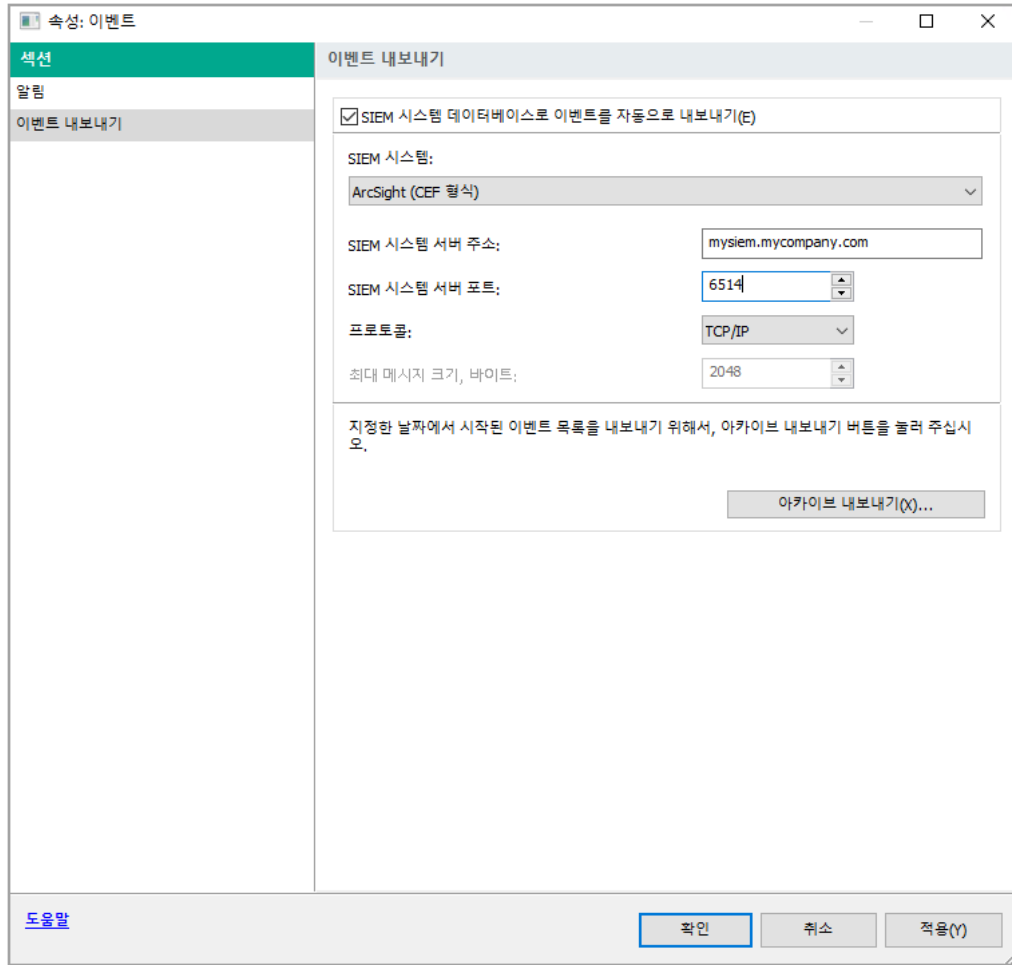 속성: 이벤트
섹션
알림
이벤트 내보내기
이벤트 내보내기
SIEM 시스템 데이터베이스로 이벤트를 자동으로 내보내기(E)
SIEM 시스템:
ArcSight (CEF 형식)
SIEM 시스템 서버 주소:
mysiem.mycompany.com
SIEM 시스템 서버 포트:
6514
프로토콜:
TCP/IP
최대 메시지 크기, 바이트:
2048
지정한 날짜에서 시작된 이벤트 목록을 내보내기 위해서, 아카이브 내보내기 버튼을 눌러 주십시
오.
아카이브 내보내기(X)...
도움말
확인
취소
적용(Y)